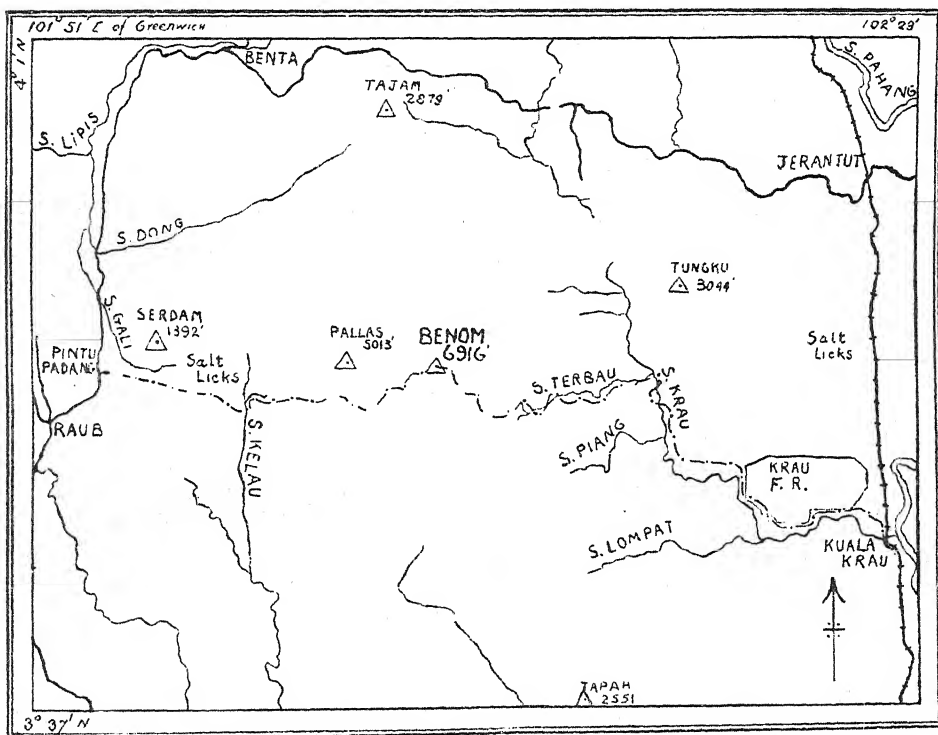 101° 51' E of Greenwich
102° 23'
4° 1' N
BENTA
S. PAHANG
TAJAM
2879'
S. LIPIS
JERANTUT
S. DONG
TUNGKU
3044'
S. GALI
SERDAM
1392'
PALLAS
5013'
BENOM
6916'
Salt
Licks
PINTU
PADANG
Salt
Licks
S. TERBAU
S. KRAU
RAUB
S. KELAU
S. PIANG
KRAU
F. R.
S. LOMPAT
KUALA
KRAU
TAPAH
2551
3° 37' N